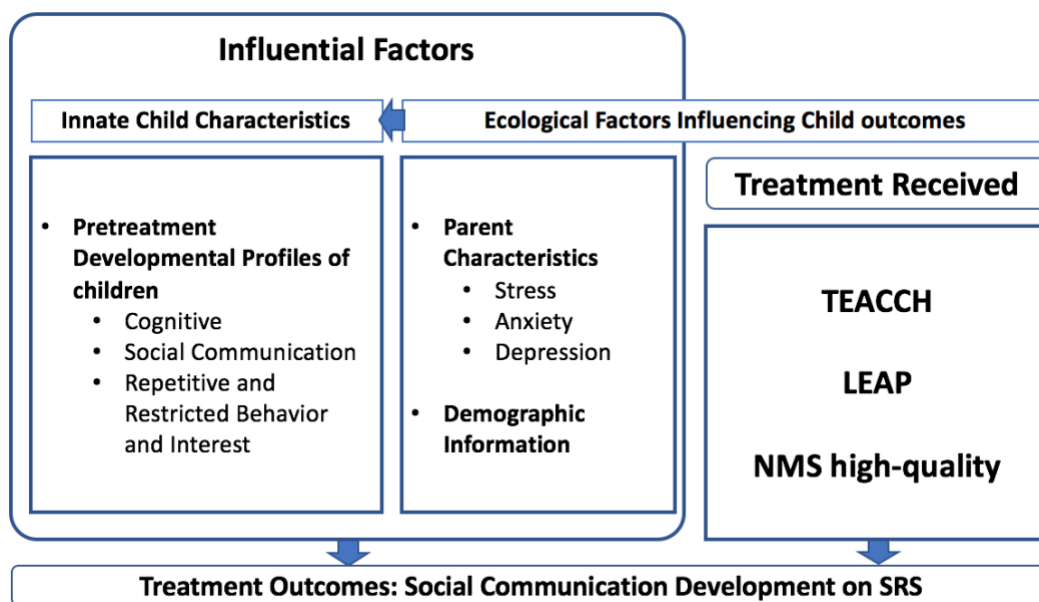 Influential Factors
Innate Child Characteristics
Ecological Factors Influencing Child outcomes
• Pretreatment
Developmental Profiles of
children
• Cognitive
• Social Communication
• Repetitive and
Restricted Behavior
and Interest
• Parent
Characteristics
• Stress
• Anxiety
• Depression
• Demographic
Information
Treatment Received
TEACCH
LEAP
NMS high-quality
Treatment Outcomes: Social Communication Development on SRS